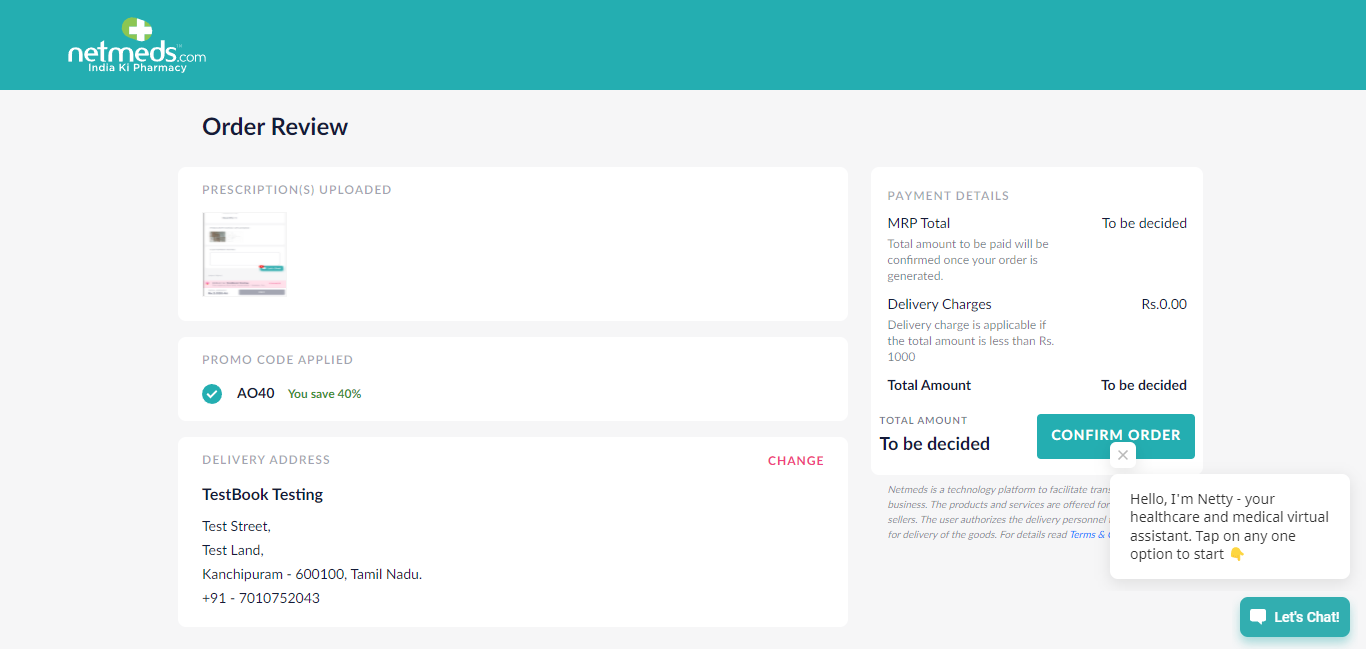 netmeds.com
India Ki Pharmacy
Order Review
PRESCRIPTION(S) UPLOADED
PROMO CODE APPLIED
AO40 You save 40%
DELIVERY ADDRESS
CHANGE
TestBook Testing
Test Street,
Test Land,
Kanchipuram - 600100, Tamil Nadu.
+91 - 7010752043
PAYMENT DETAILS
MRP Total To be decided
Total amount to be paid will be
confirmed once your order is
generated.
Delivery Charges Rs.0.00
Delivery charge is applicable if
the total amount is less than Rs.
1000
Total Amount To be decided
TOTAL AMOUNT
To be decided
CONFIRM ORDER
Netmeds is a technology platform to facilitate
business. The products and services are offered for
sellers. The user authorizes the delivery personnel
for delivery of the goods. For details read Terms &
Hello, I'm Netty - your
healthcare and medical virtual
assistant. Tap on any one
option to start 👇
Let's Chat!